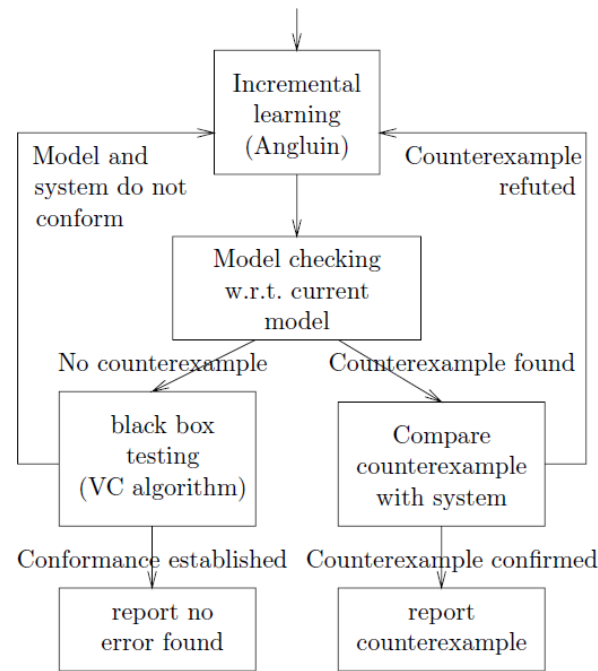 Incremental
learning
(Angluin)
Model and
system do not
conform
Counterexample
refuted
Model checking
w.r.t. current
model
No counterexample
Counterexample found
black box
testing
(VC algorithm)
Compare
counterexample
with system
Conformance established
Counterexample confirmed
report no
error found
report
counterexample